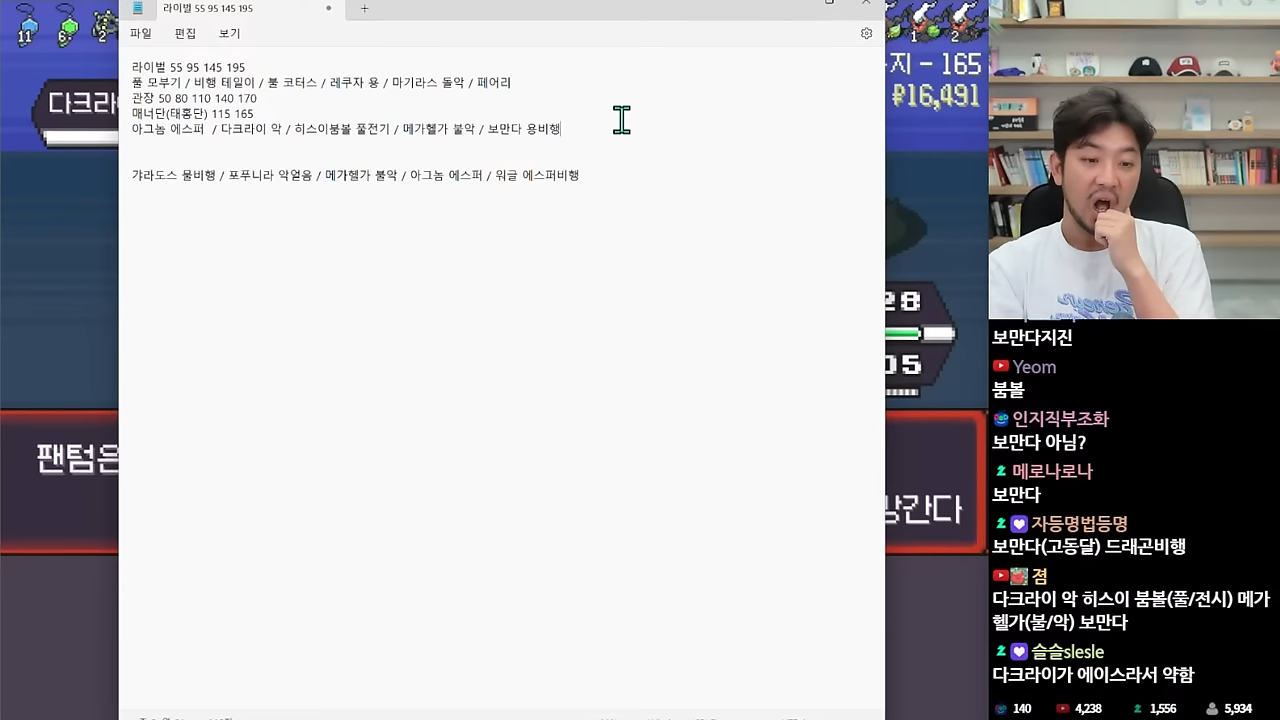 라이벌 55 95 145 195
파일 편집 보기
라이벌 55 95 145 195
풀 모부기 / 비행 테일이 / 불 코터스 / 레쿠자 용 / 마기라스 돌악 / 페어리
관장 50 80 110 140 170
매너단(태홍단) 115 165
아그놈 에스퍼 / 다크라이 악 / 히스이붐볼 풀전기 / 메가헬가 불악 / 보만다 용비행
갸라도스 물비행 / 포푸니라 악얼음 / 메가헬가 불악 / 아그놈 에스퍼 / 워글 에스퍼비행
11 6 2
1 2
지 - 165
₽16,491
다크라이
28
05
팬텀은
상간다
보만다지진
Yeom
붐볼
인지직부조화
보만다 아님?
메로나로나
보만다
자등명법등명
보만다(고동달) 드래곤비행
졈
다크라이 악 히스이 붐볼(풀/전시) 메가
헬가(불/악) 보만다
슬슬slesle
다크라이가 에이스라서 약함
140 4,238 1,556 5,934